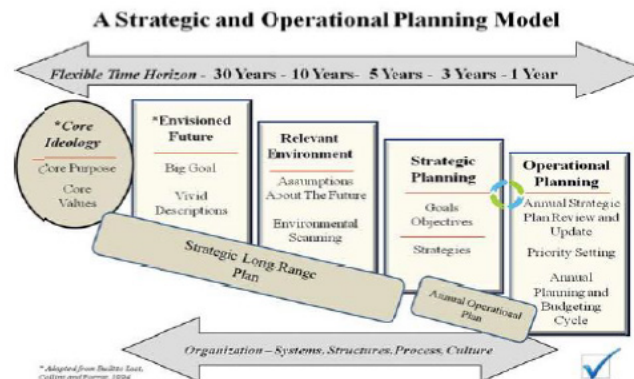 A Strategic and Operational Planning Model
Flexible Time Horizon - 30 Years - 10 Years- 5 Years - 3 Years - 1 Year
*Core
Ideology
Core Purpose
Core
Values
*Envisioned
Future
Big Goal
Vivid
Descriptions
Relevant
Environment
Assumptions
About The Future
Environmental
Scanning
Strategic
Planning
Goals
Objectives
Strategies
Operational
Planning
Annual Strategic
Plan Review and
Update
Priority Setting
Annual
Planning and
Budgeting
Cycle
Strategic Long-Range
Plan
Annual Operational
Plan
Organization – Systems, Structures, Process, Culture
* Adapted from Built to Last,
Collins and Porras, 1994